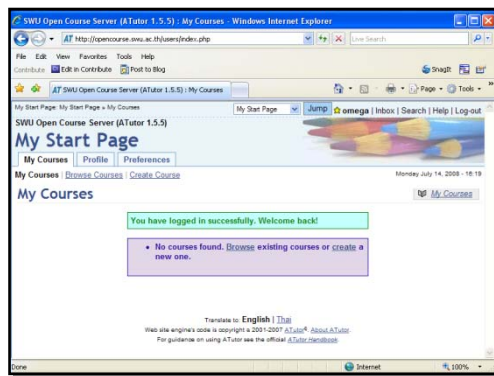 SWU Open Course Server (ATutor 1.5.5) : My Courses - Windows Internet Explorer
AT http://opencourse.swu.ac.th/users/index.php
Live Search
File Edit View Favorites Tools Help
Contribute Edit in Contribute Post to Blog SnagIt
AT SWU Open Course Server (ATutor 1.5.5) : My Courses Page Tools
My Start Page: My Start Page » My Courses My Start Page Jump omega | Inbox | Search | Help | Log-out
SWU Open Course Server (ATutor 1.5.5)
My Start Page
My Courses Profile Preferences
My Courses | Browse Courses | Create Course Monday July 14, 2008 - 16:19
My Courses My Courses
You have logged in successfully. Welcome back!
• No courses found. Browse existing courses or create a
new one.
Translate to: English | Thai
Web site engine's code is copyright © 2001-2007 ATutor®. About ATutor.
For guidance on using ATutor see the official ATutor Handbook
Done Internet 100%